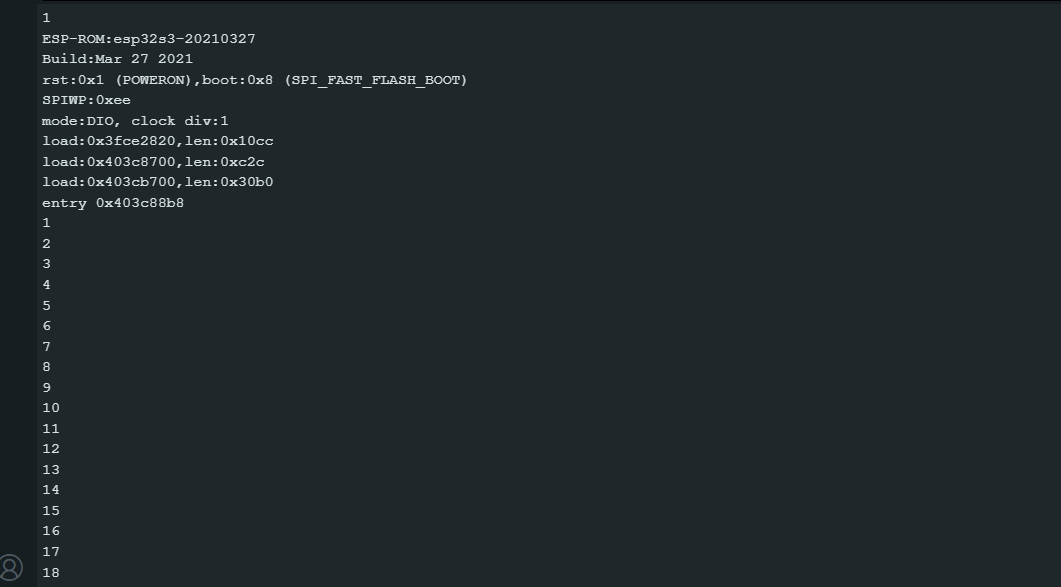 1
ESP-ROM:esp32s3-20210327
Build:Mar 27 2021
rst:0x1 (POWERON),boot:0x8 (SPI_FAST_FLASH_BOOT)
SPIWP:0xee
mode:DIO, clock div:1
load:0x3fce2820,len:0x10cc
load:0x403c8700,len:0xc2c
load:0x403cb700,len:0x30b0
entry 0x403c88b8
1
2
3
4
5
6
7
8
9
10
11
12
13
14
15
16
17
18